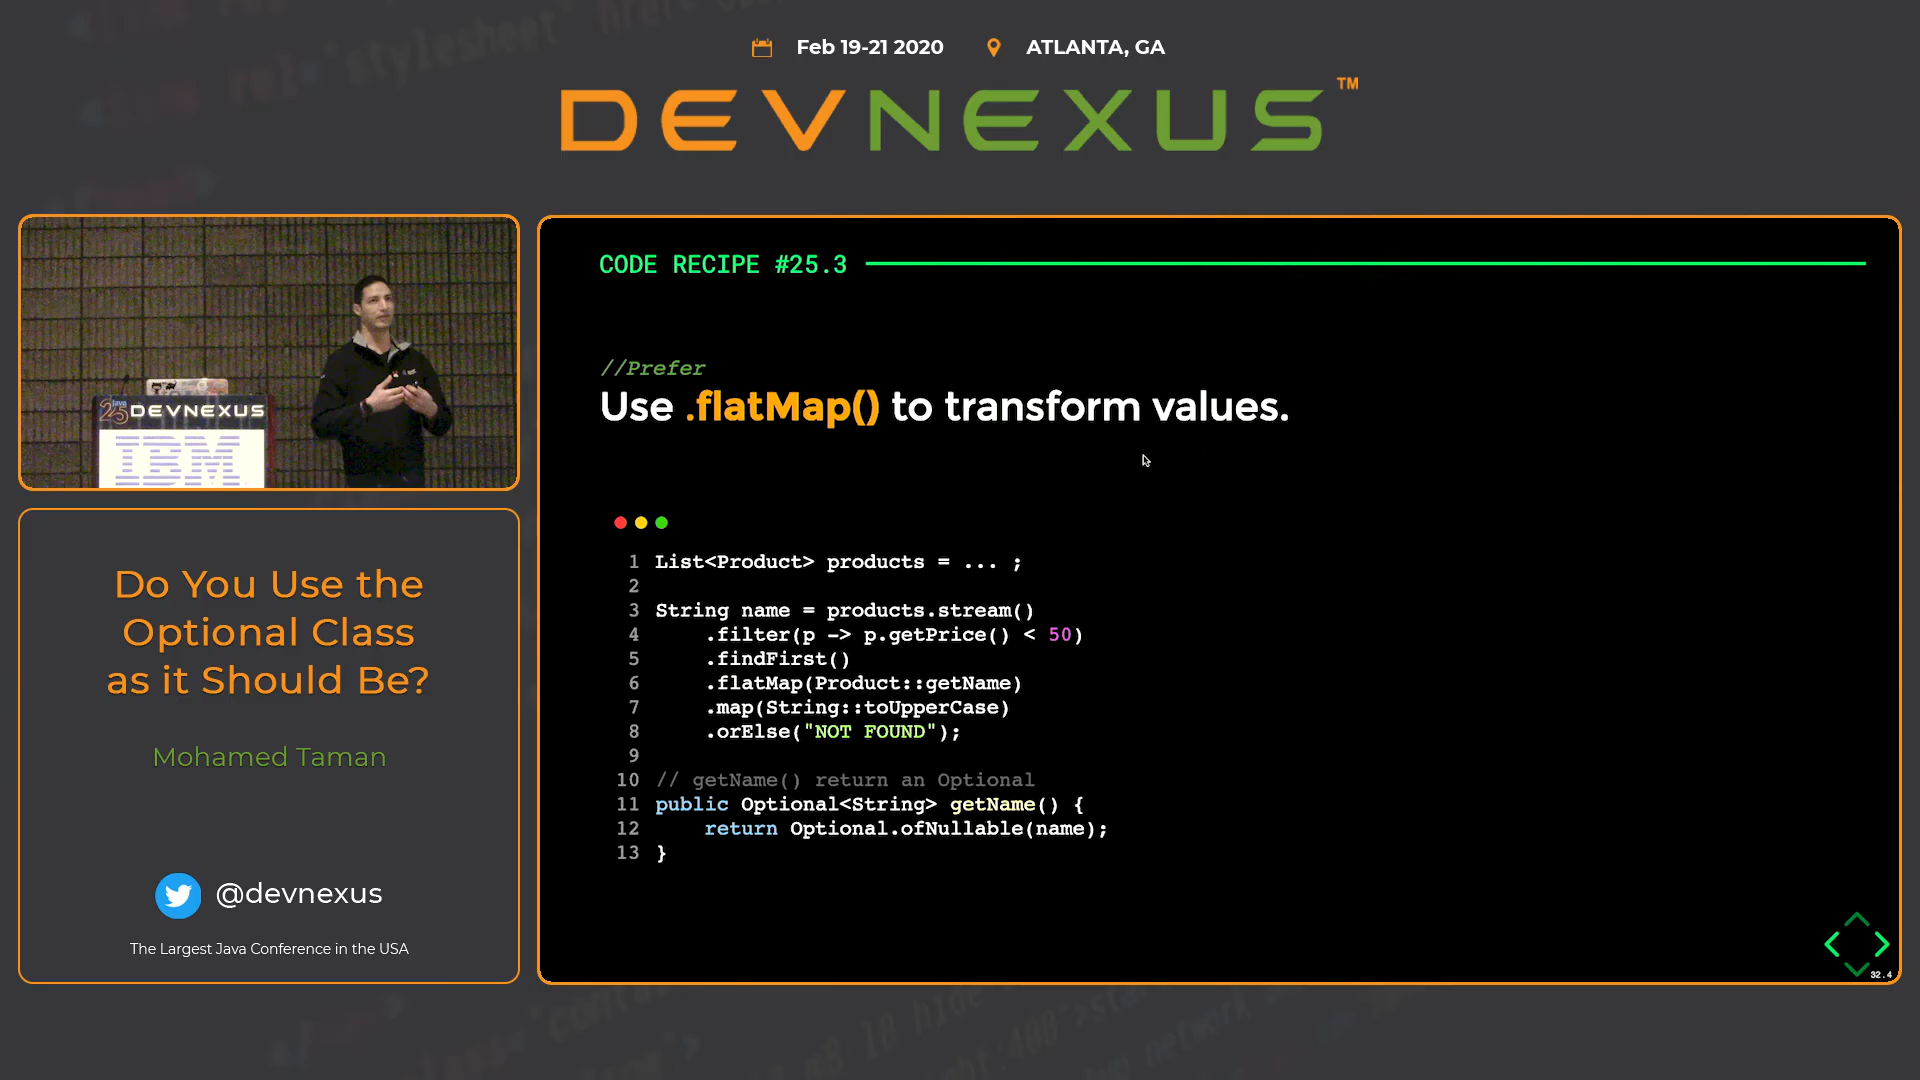 Feb 19-21 2020 ATLANTA, GA
DEVNEXUS™
25 DEVNEXUS
IBM
Do You Use the
Optional Class
as it Should Be?
Mohamed Taman
@devnexus
The Largest Java Conference in the USA
CODE RECIPE #25.3
//Prefer
Use .flatMap() to transform values.
1 List<Product> products = ... ;
2
3 String name = products.stream()
4 .filter(p -> p.getPrice() < 50)
5 .findFirst()
6 .flatMap(Product::getName)
7 .map(String::toUpperCase)
8 .orElse("NOT FOUND");
9
10 // getName() return an Optional
11 public Optional<String> getName() {
12 return Optional.ofNullable(name);
13 }
32.4